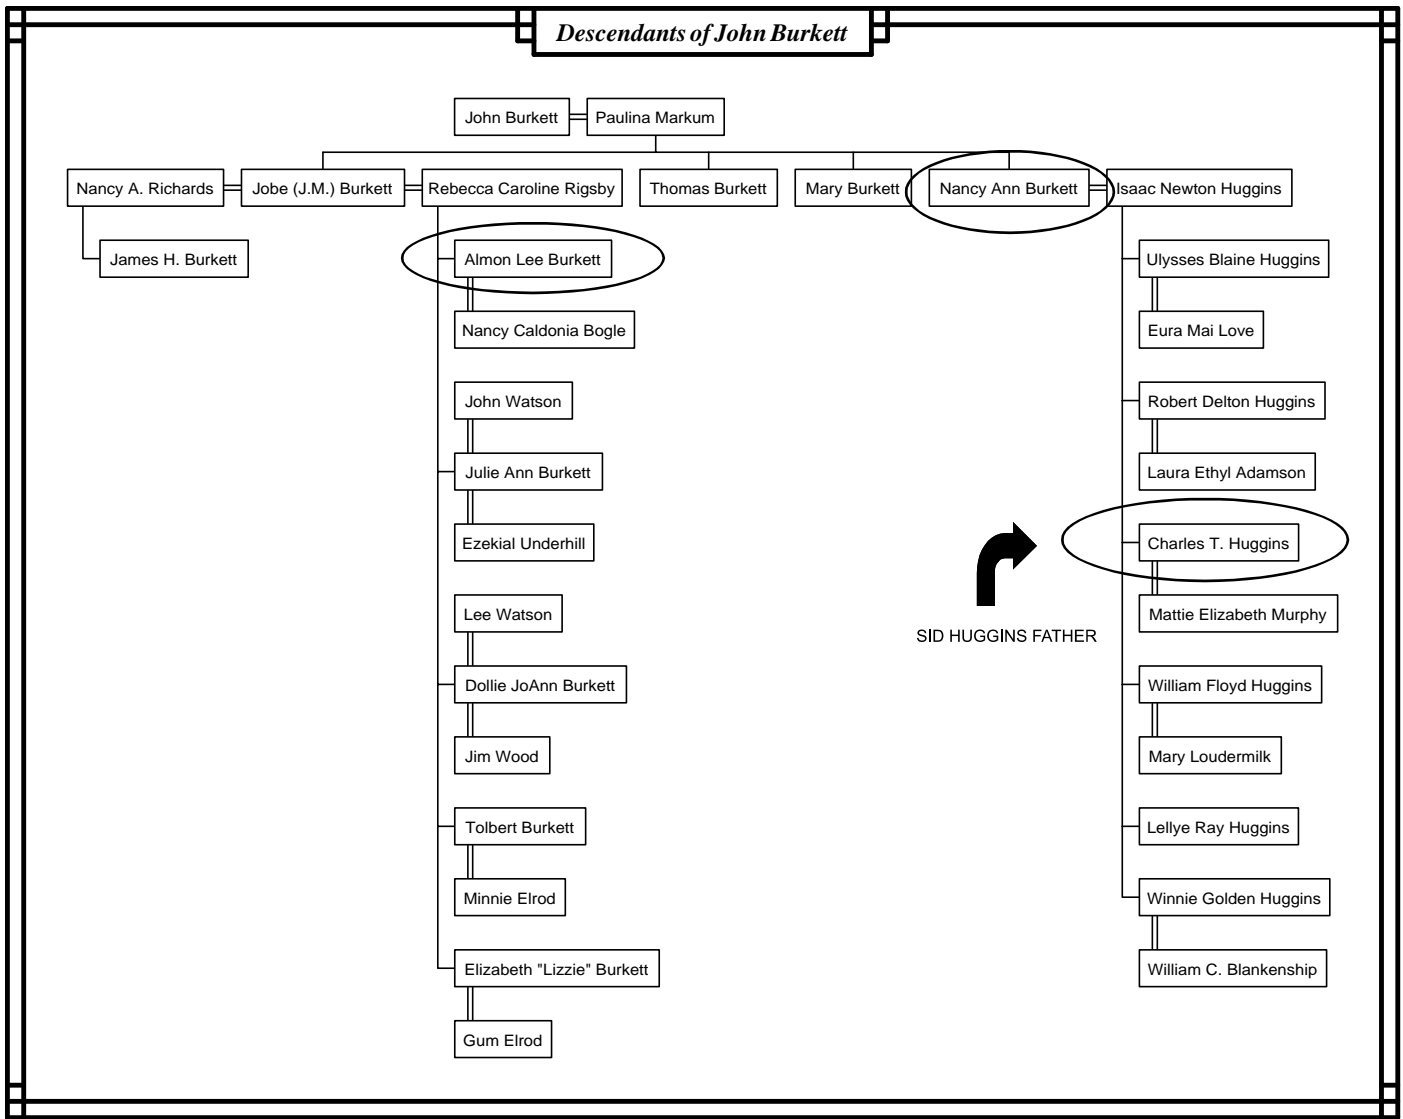 Descendants of John Burkett
John Burkett
Paulina Markum
Nancy A. Richards
Jobe (J.M.) Burkett
Rebecca Caroline Rigsby
Thomas Burkett
Mary Burkett
Nancy Ann Burkett
Isaac Newton Huggins
James H. Burkett
Almon Lee Burkett
Nancy Caldonia Bogle
John Watson
Julie Ann Burkett
Ezekial Underhill
Lee Watson
Dollie JoAnn Burkett
Jim Wood
Tolbert Burkett
Minnie Elrod
Elizabeth "Lizzie" Burkett
Gum Elrod
Ulysses Blaine Huggins
Eura Mai Love
Robert Delton Huggins
Laura Ethyl Adamson
Charles T. Huggins
SID HUGGINS FATHER
Mattie Elizabeth Murphy
William Floyd Huggins
Mary Loudermilk
Lellye Ray Huggins
Winnie Golden Huggins
William C. Blankenship